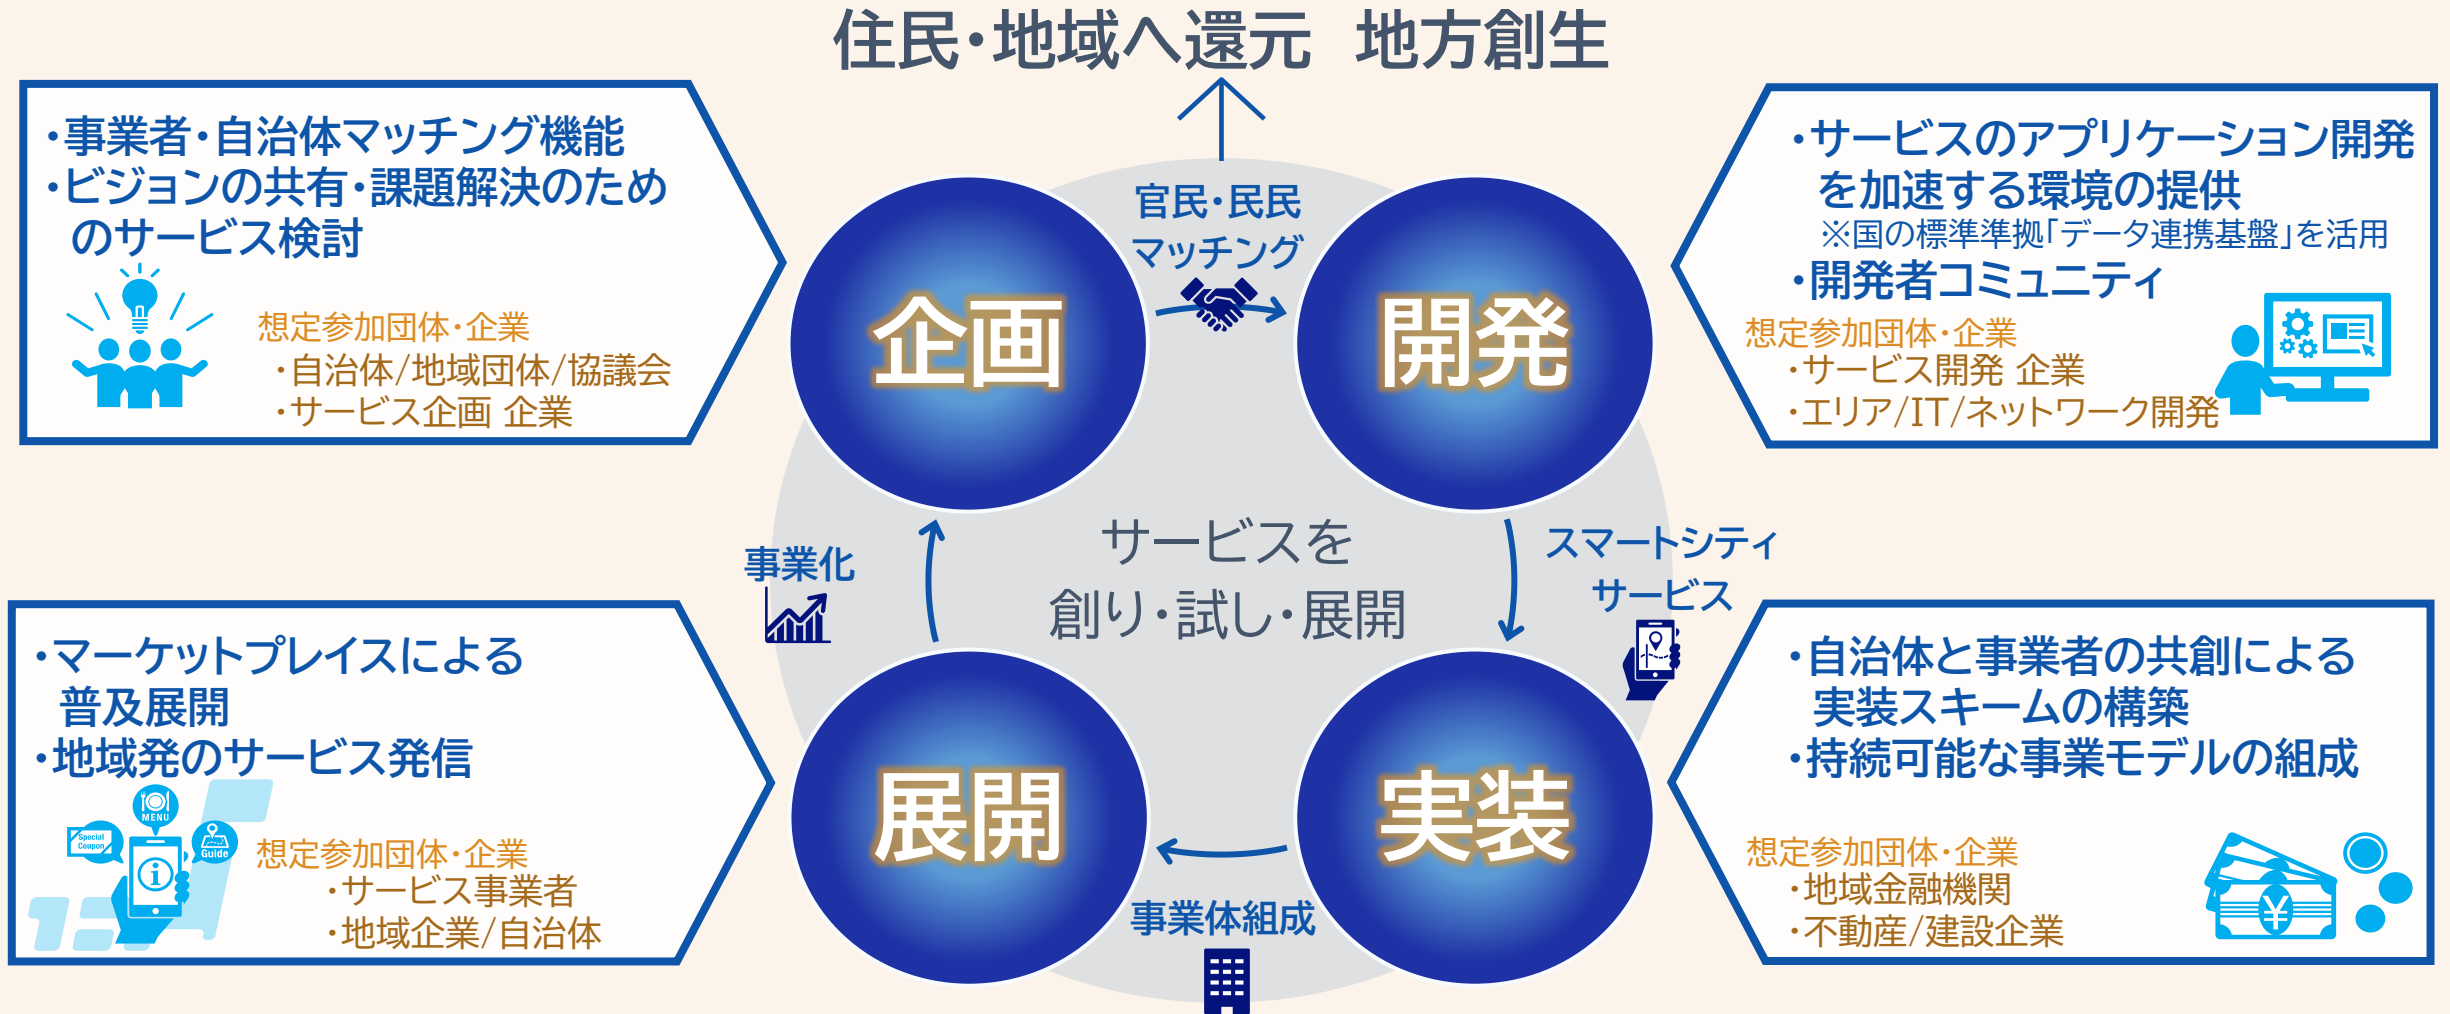 住民・地域へ還元　地方創生
・事業者・自治体マッチング機能
・ビジョンの共有・課題解決のため
のサービス検討
想定参加団体・企業
・自治体/地域団体/協議会
・サービス企画 企業
企画
官民・民民
マッチング
開発
・サービスのアプリケーション開発
を加速する環境の提供
※国の標準準拠「データ連携基盤」を活用
・開発者コミュニティ
想定参加団体・企業
・サービス開発 企業
・エリア/IT/ネットワーク開発
サービスを
創り・試し・展開
事業化
スマートシティ
サービス
・マーケットプレイスによる
普及展開
・地域発のサービス発信
MENU
Special
Coupon
Guide
i
想定参加団体・企業
・サービス事業者
・地域企業/自治体
展開
事業体組成
実装
・自治体と事業者の共創による
実装スキームの構築
・持続可能な事業モデルの組成
想定参加団体・企業
・地域金融機関
・不動産/建設企業
¥